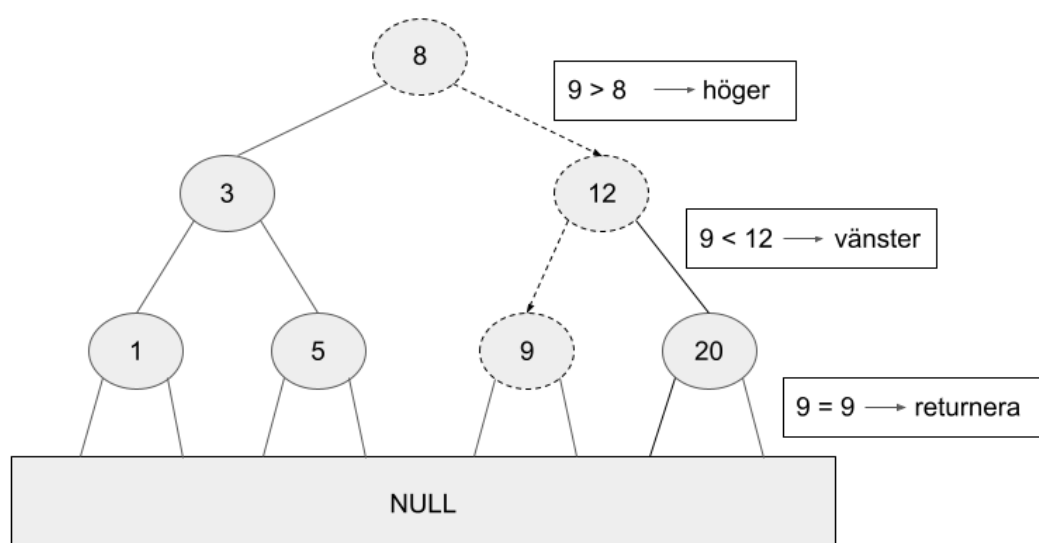 8
9 > 8 → höger
3
12
9 < 12 → vänster
1
5
9
20
9 = 9 → returnera
NULL